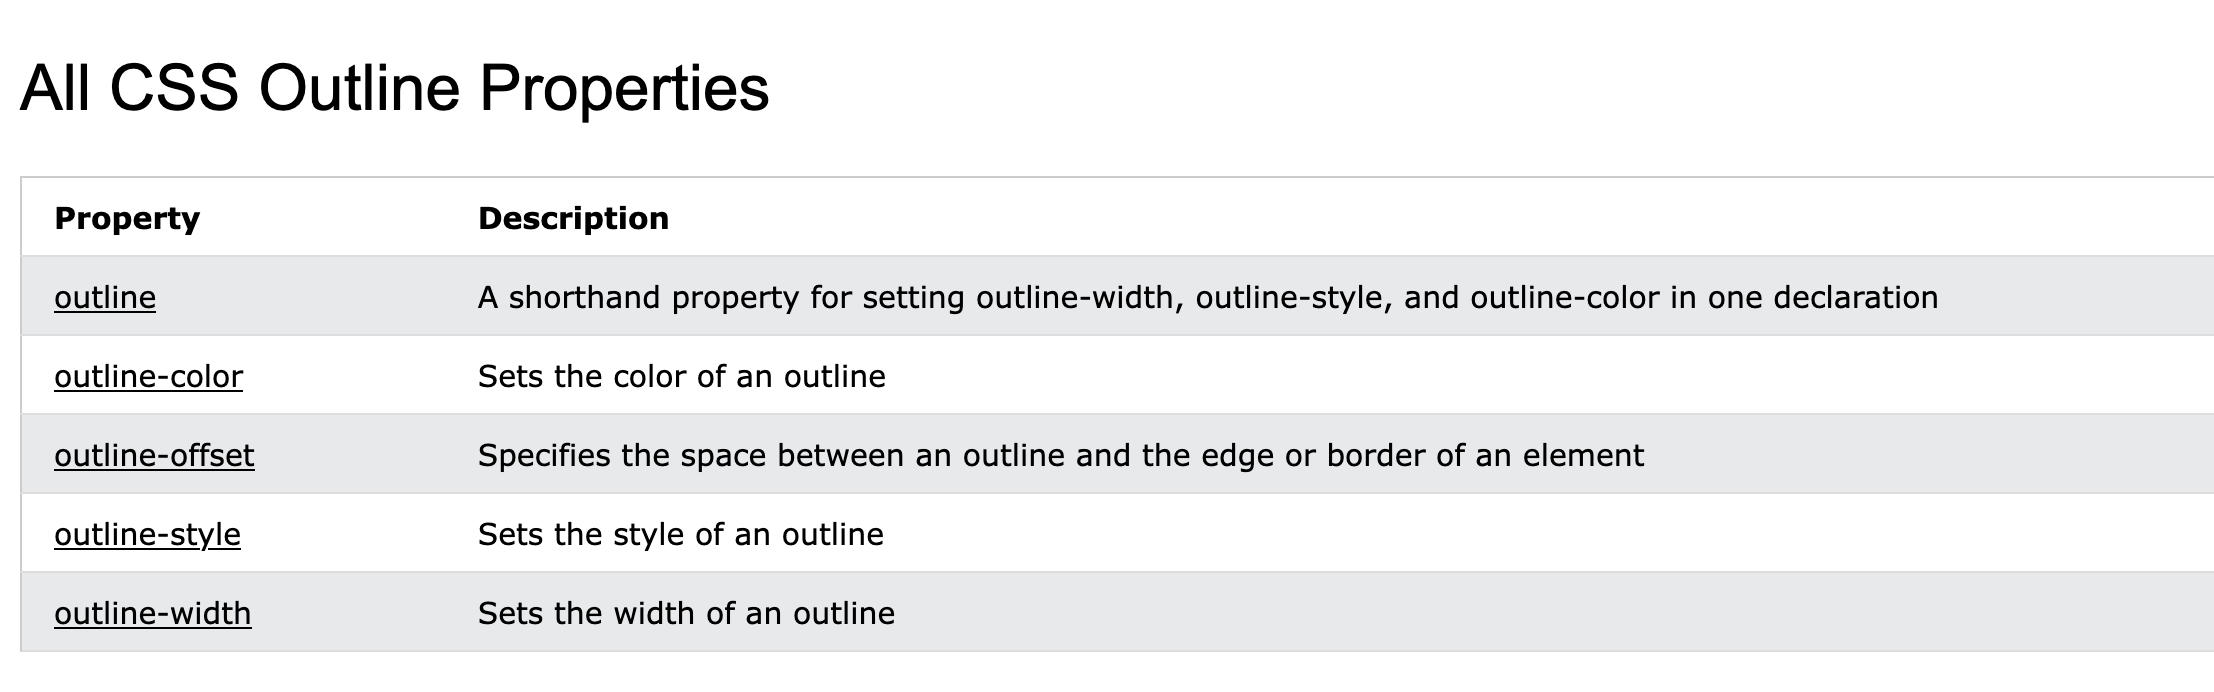 All CSS Outline Properties
Property Description
outline A shorthand property for setting outline-width, outline-style, and outline-color in one declaration
outline-color Sets the color of an outline
outline-offset Specifies the space between an outline and the edge or border of an element
outline-style Sets the style of an outline
outline-width Sets the width of an outline